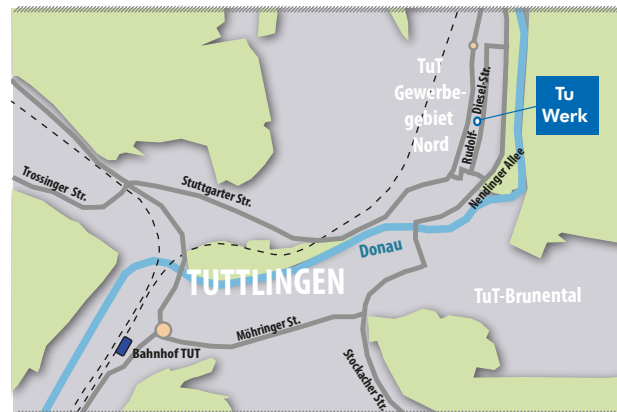 TuT
Gewerbe-
gebiet
Nord
Rudolf-Diesel-Str.
Tu
Werk
Trossinger Str.
Stuttgarter Str.
Nendinger Allee
Donau
TUTTLINGEN
TuT-Brunental
Möhringer St.
Bahnhof TUT
Stockacher Str.